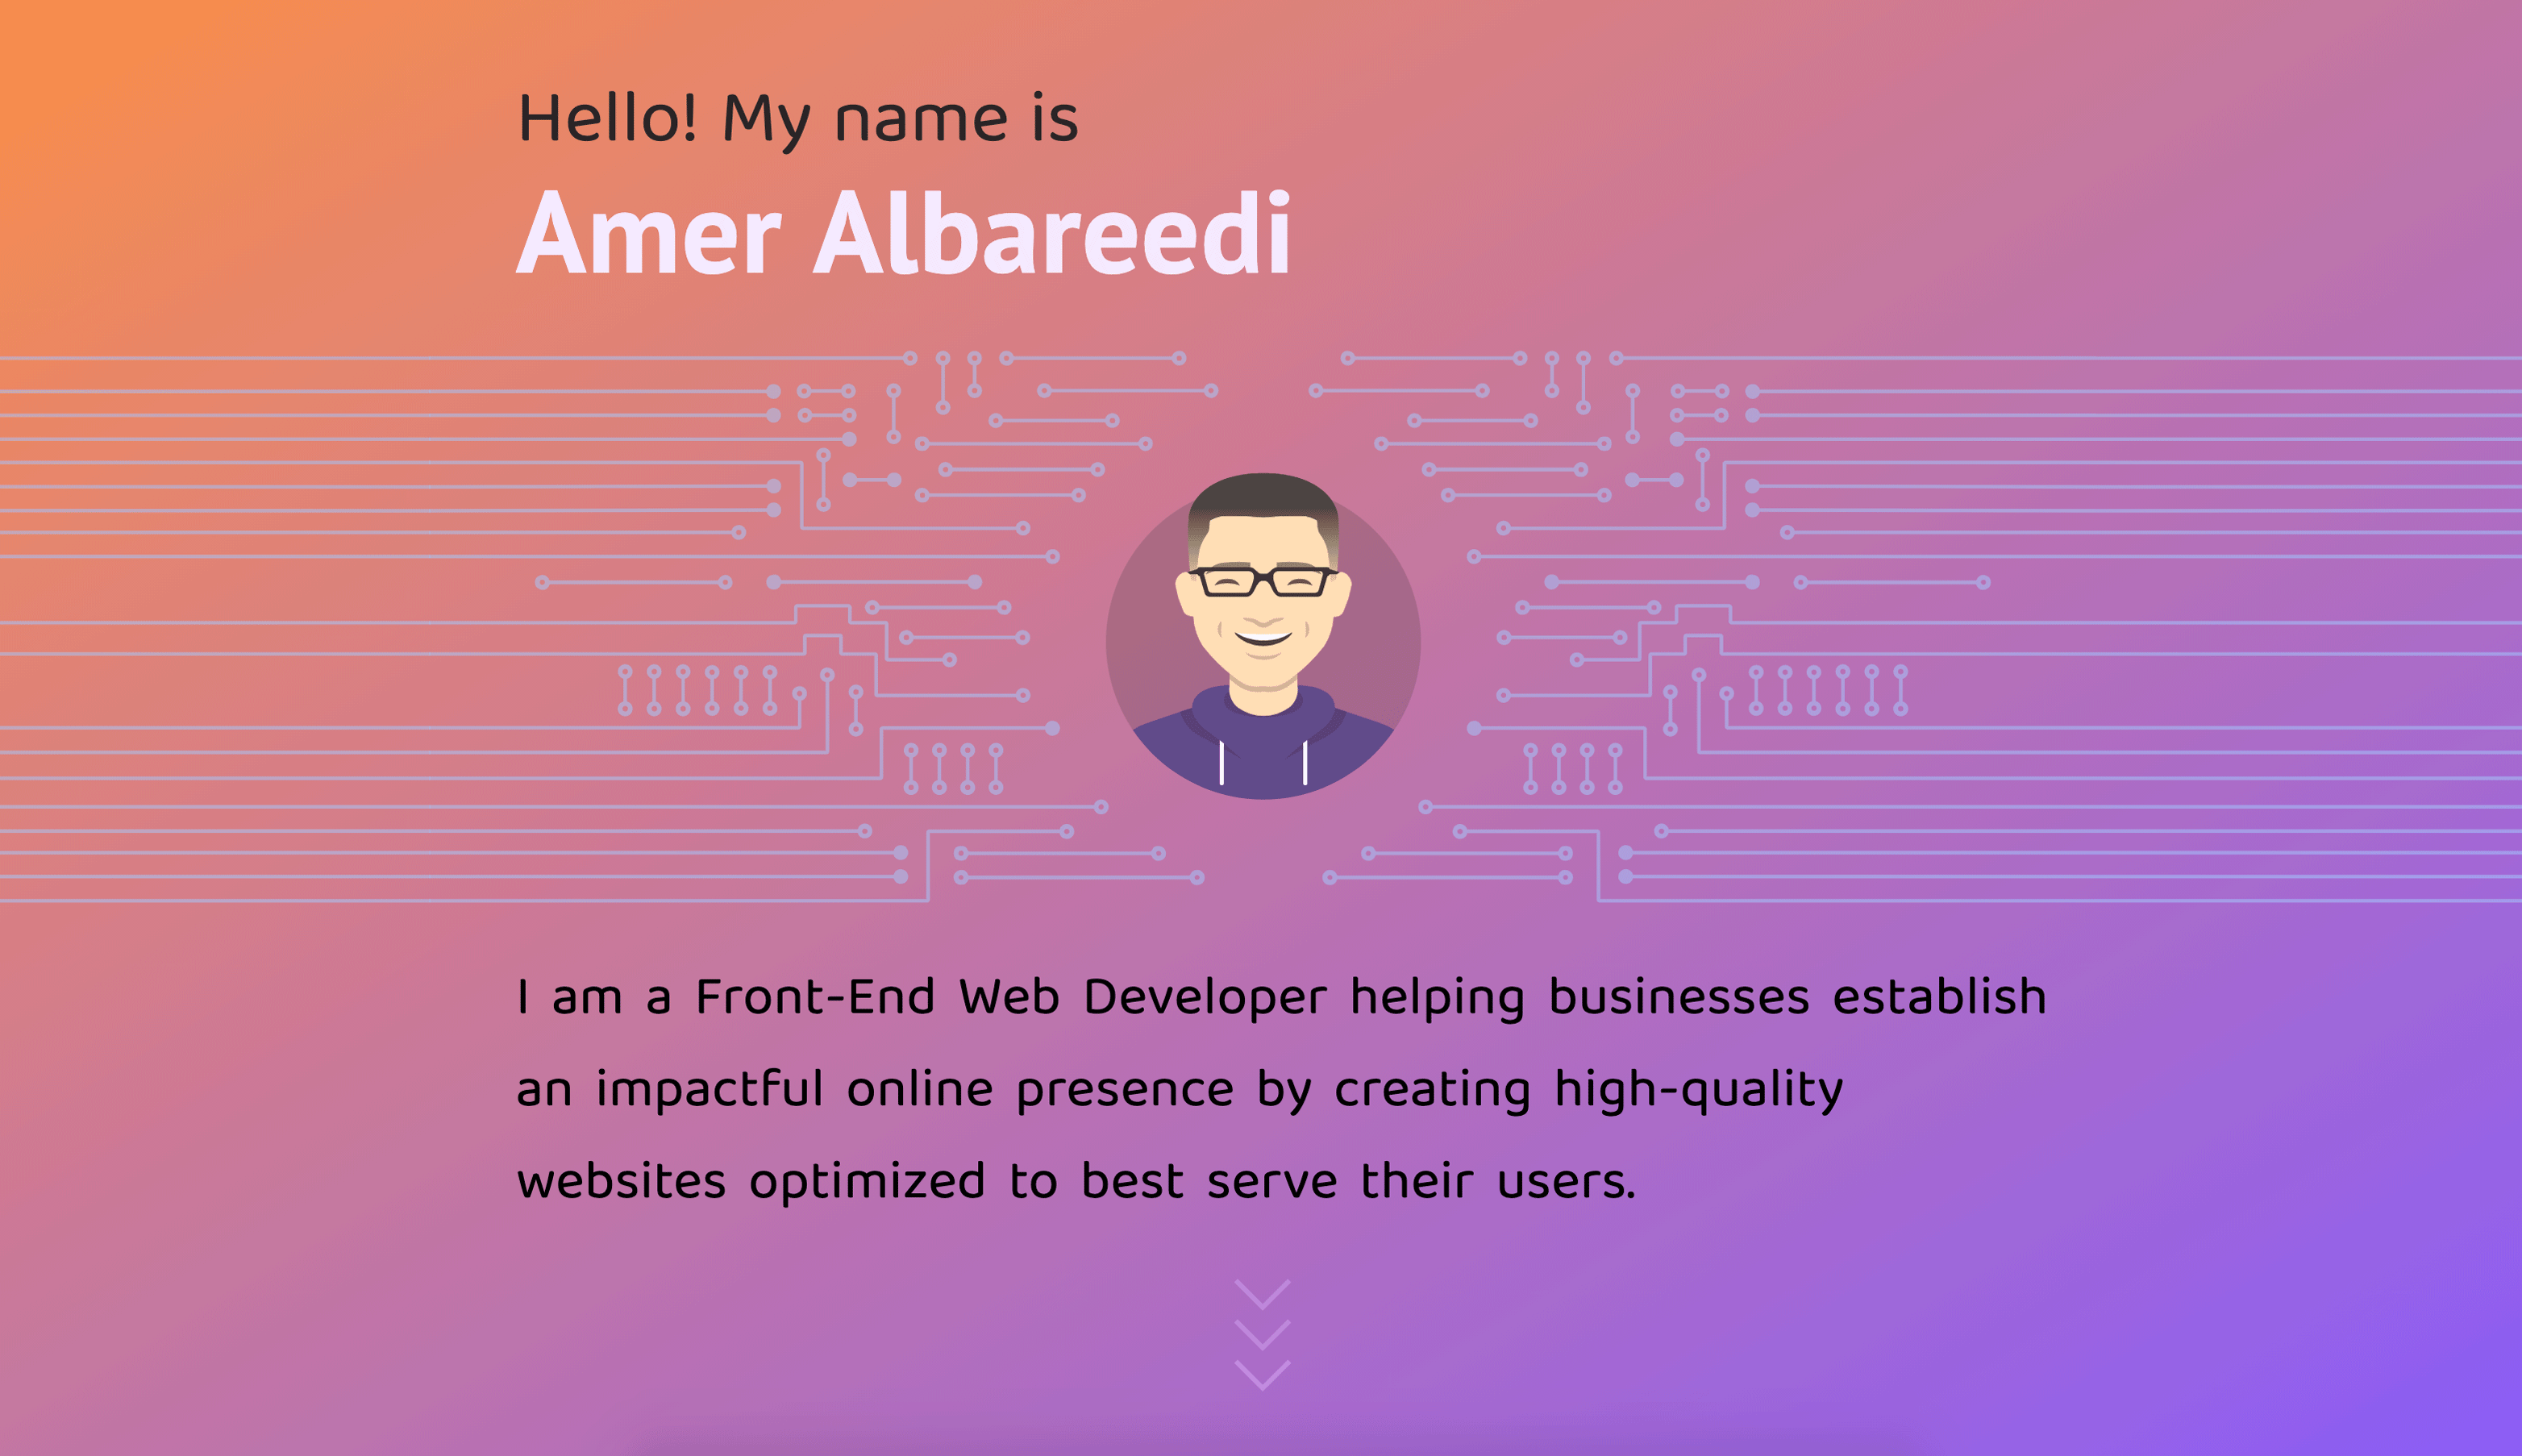 Hello! My name is
Amer Albareedi
I am a Front-End Web Developer helping businesses establish
an impactful online presence by creating high-quality
websites optimized to best serve their users.